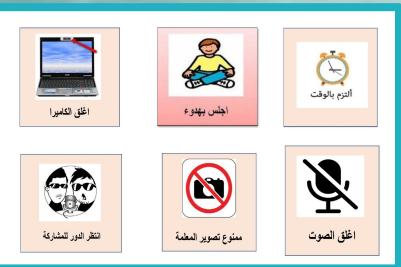 ألتزم بالوقت
اجلس بهدوء
اغلق الكاميرا
اغلق الصوت
ممنوع تصوير المعلمة
انتظر الدور للمشاركة